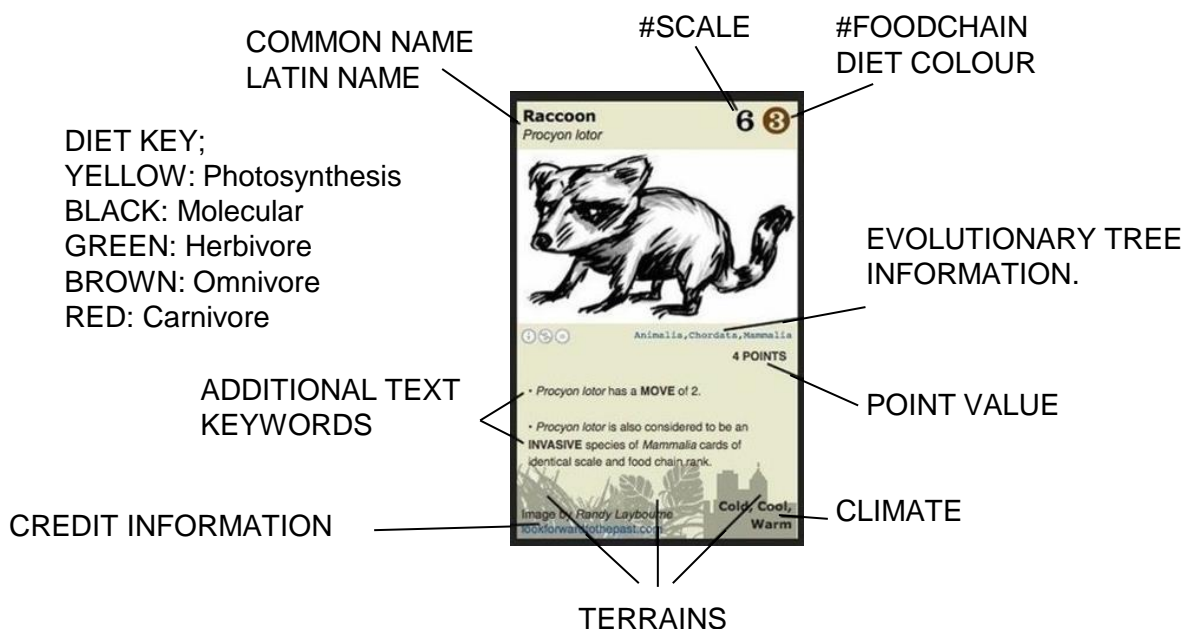 COMMON NAME
LATIN NAME
#SCALE
#FOODCHAIN
DIET COLOUR
DIET KEY;
YELLOW: Photosynthesis
BLACK: Molecular
GREEN: Herbivore
BROWN: Omnivore
RED: Carnivore
Raccoon
Procyon lotor
6 3
EVOLUTIONARY TREE
INFORMATION.
Animalia,Chordata,Mammalia
4 POINTS
ADDITIONAL TEXT
KEYWORDS
• Procyon lotor has a MOVE of 2.
• Procyon lotor is also considered to be an
INVASIVE species of Mammalia cards of
identical scale and food chain rank.
POINT VALUE
CREDIT INFORMATION
Image by Randy Laybourne
lookforwardtothepast.com
Cold, Cool,
Warm
CLIMATE
TERRAINS